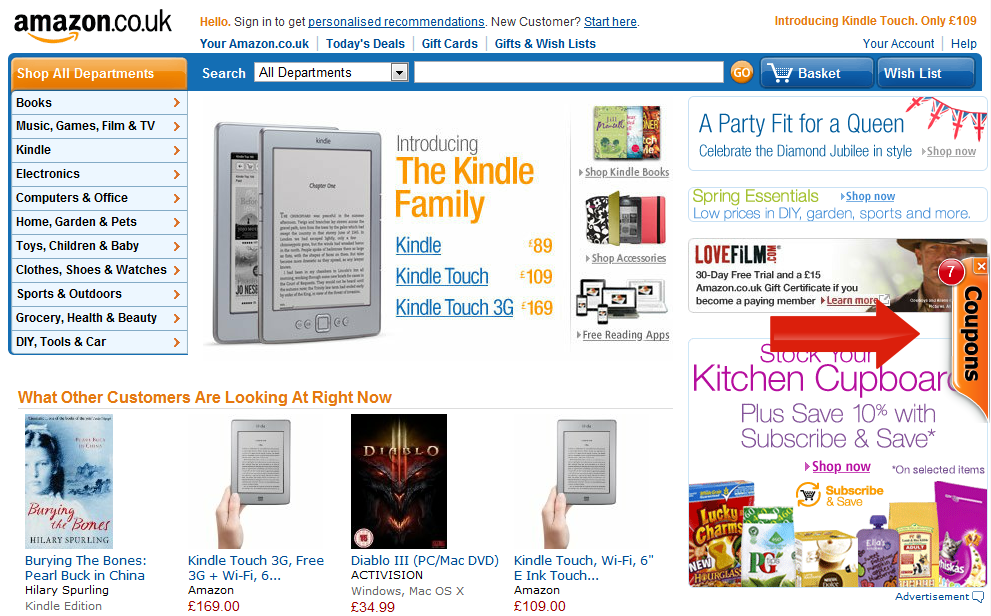 amazon.co.uk
Hello. Sign in to get personalised recommendations. New Customer? Start here.
Introducing Kindle Touch. Only £109
Your Amazon.co.uk
Today's Deals
Gift Cards
Gifts & Wish Lists
Your Account
Help
Shop All Departments
Search
All Departments
GO
Basket
Wish List
Books
Music, Games, Film & TV
Kindle
Electronics
Computers & Office
Home, Garden & Pets
Toys, Children & Baby
Clothes, Shoes & Watches
Sports & Outdoors
Grocery, Health & Beauty
DIY, Tools & Car
kindle
Chapter One
Introducing
The Kindle
Family
Kindle £89
Kindle Touch £109
Kindle Touch 3G £169
Shop Kindle Books
Shop Accessories
Free Reading Apps
A Party Fit for a Queen
Celebrate the Diamond Jubilee in style
Shop now
Spring Essentials
Shop now
Low prices in DIY, garden, sports and more.
LOVEFiLM.COM
30-Day Free Trial and a £15
Amazon.co.uk Gift Certificate if you
become a paying member
Learn more
7
Coupons
Stock Your
Kitchen Cupboard
Plus Save 10% with
Subscribe & Save*
Shop now
*On selected items
Subscribe
& Save
Lucky
Charms
NEW
HOURGLASS
PG
Ella's
ADULT
whiskas
Advertisement
What Other Customers Are Looking At Right Now
PEARL BUCK
IN CHINA
Burying
the Bones
HILARY SPURLING
DIABLO
III
15
Burying The Bones:
Pearl Buck in China
Hilary Spurling
Kindle Edition
Kindle Touch 3G, Free
3G + Wi-Fi, 6...
Amazon
£169.00
Diablo III (PC/Mac DVD)
ACTIVISION
Windows, Mac OS X
£34.99
Kindle Touch, Wi-Fi, 6"
E Ink Touch...
Amazon
£109.00